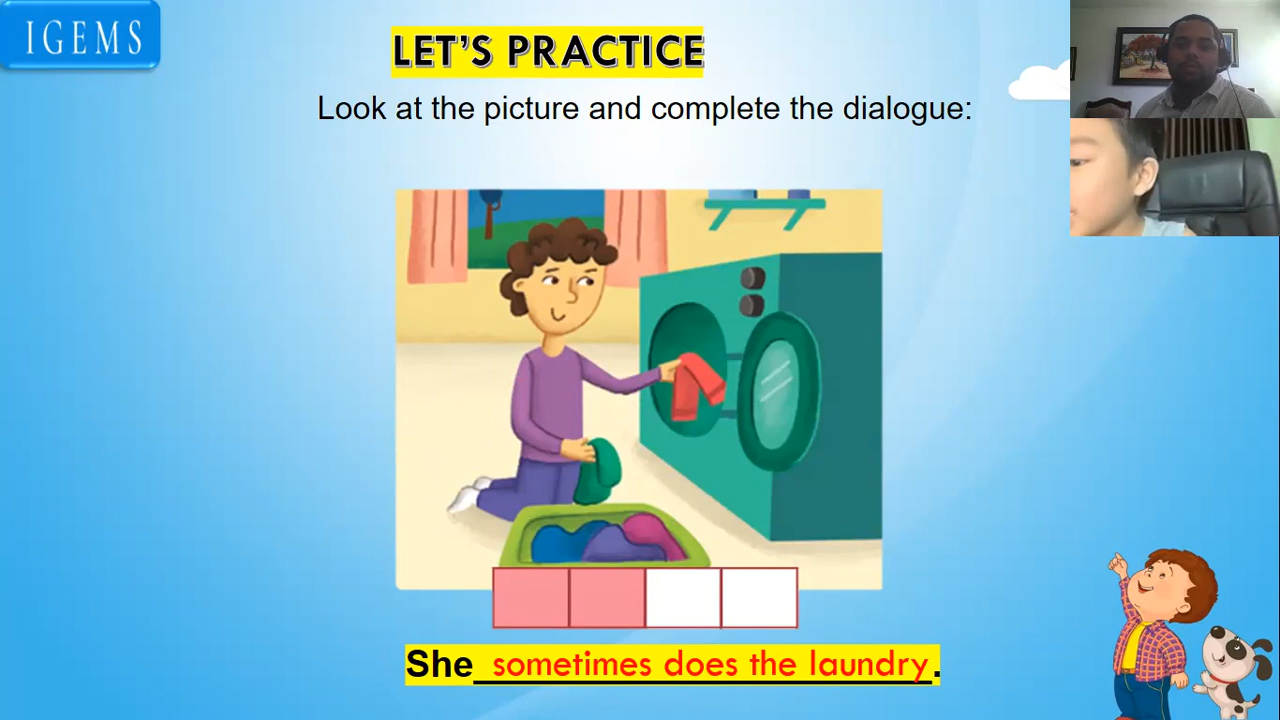 IGEMS
LET'S PRACTICE
Look at the picture and complete the dialogue:
She sometimes does the laundry.